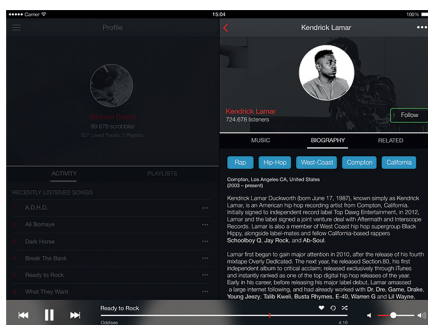 Carrier
15:04
100%
Profile
Kendrick Lamar
99.678 scrobbles
Kendrick Lamar
724.678 listeners
Follow
ACTIVITY
PLAYLISTS
MUSIC
BIOGRAPHY
RELATED
RECENTLY LISTENED SONGS
A.D.H.D.
Ali Bomaye
Dark Horse
Break The Bank
Ready to Rock
What They Want
Rap
Hip-Hop
West-Coast
Compton
California
Compton, Los Angeles CA, United States
(2003 – present)
Kendrick Lamar Duckworth (born June 17, 1987), known simply as Kendrick
Lamar, is an American hip hop recording artist from Compton, California.
Initially signed to independent record label Top Dawg Entertainment, in 2012,
Lamar and the label signed a joint venture deal with Aftermath and Interscope
Records. Lamar is also a member of West Coast hip hop supergroup Black
Hippy, alongside label-mates and fellow California-based rappers
Schoolboy Q, Jay Rock, and Ab-Soul.
Lamar first began to gain major attention in 2010, after the release of his fourth
mixtape Overly Dedicated. The next year, he released Section.80, his first
independent album to critical acclaim; released exclusively through iTunes
and instantly ranked as one of the top digital hip hop releases of the year.
Early in his career, before releasing his major label debut, Lamar amassed
a large internet following, and had already worked with Dr. Dre, Game, Drake,
Young Jeezy, Talib Kweli, Busta Rhymes, E-40, Warren G and Lil Wayne,
Ready to Rock
Oddisee
4:10